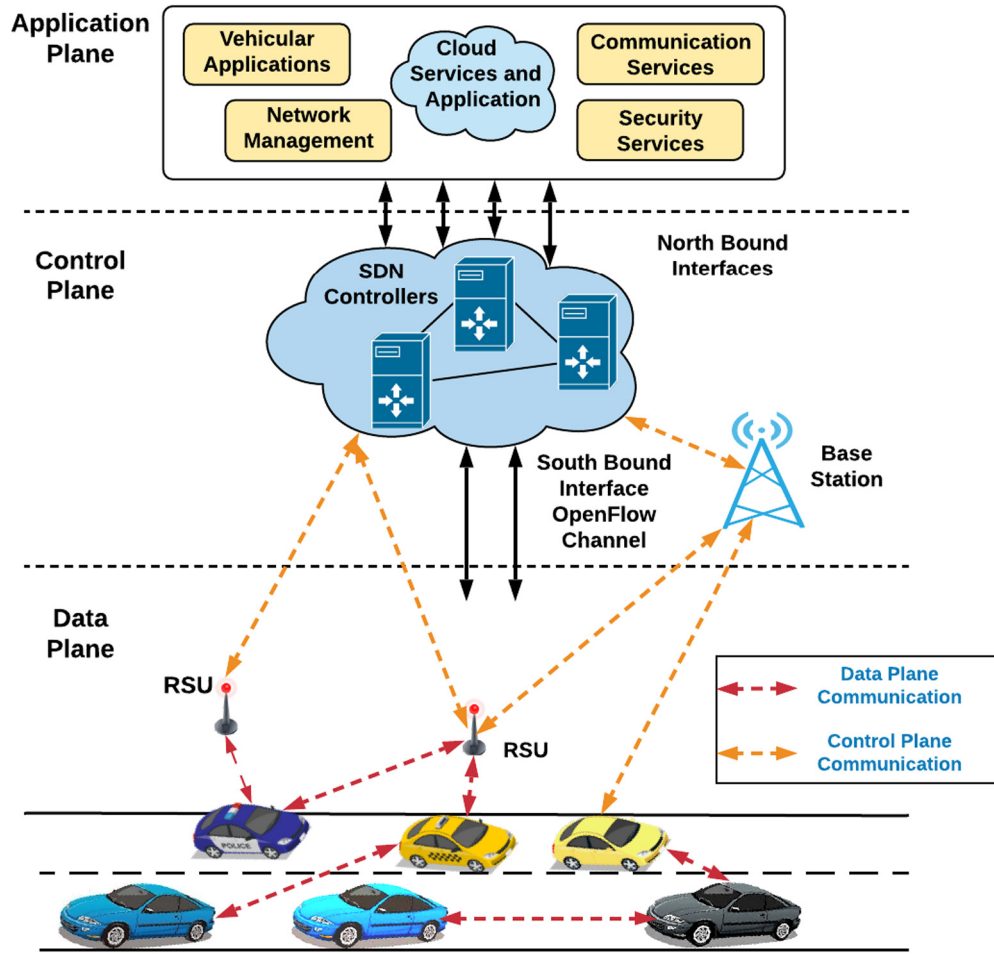 Application
Plane
Vehicular
Applications
Cloud
Services and
Application
Communication
Services
Network
Management
Security
Services
Control
Plane
SDN
Controllers
North Bound
Interfaces
South Bound
Interface
OpenFlow
Channel
Base
Station
Data
Plane
RSU
RSU
Data Plane
Communication
Control Plane
Communication
POLICE